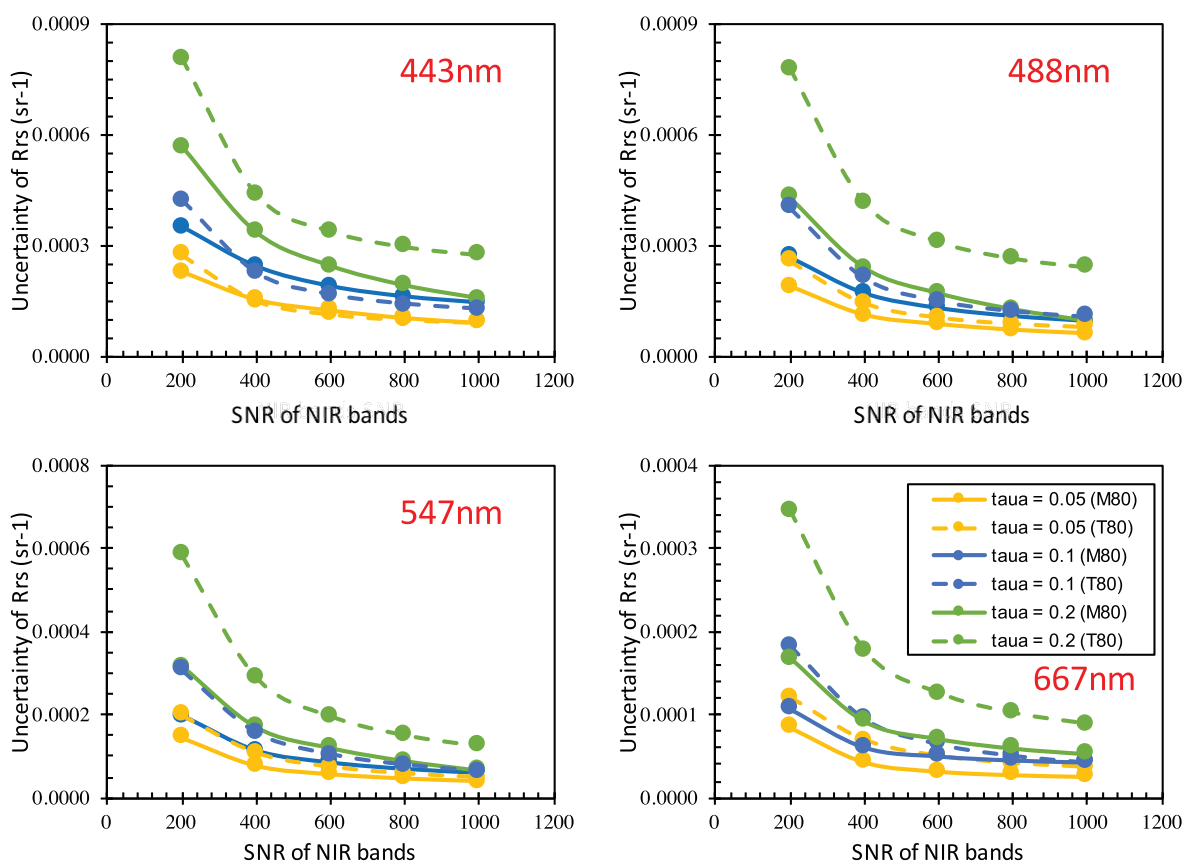 0.0009
0.0006
0.0003
0.0000
Uncertainty of Rrs (sr-1)
443nm
0 200 400 600 800 1000 1200
SNR of NIR bands
0.0009
0.0006
0.0003
0.0000
Uncertainty of Rrs (sr-1)
488nm
0 200 400 600 800 1000 1200
SNR of NIR bands
0.0008
0.0006
0.0004
0.0002
0.0000
Uncertainty of Rrs (sr-1)
547nm
0 200 400 600 800 1000 1200
SNR of NIR bands
0.0004
0.0003
0.0002
0.0001
0.0000
Uncertainty of Rrs (sr-1)
taua = 0.05 (M80)
taua = 0.05 (T80)
taua = 0.1 (M80)
taua = 0.1 (T80)
taua = 0.2 (M80)
taua = 0.2 (T80)
667nm
0 200 400 600 800 1000 1200
SNR of NIR bands